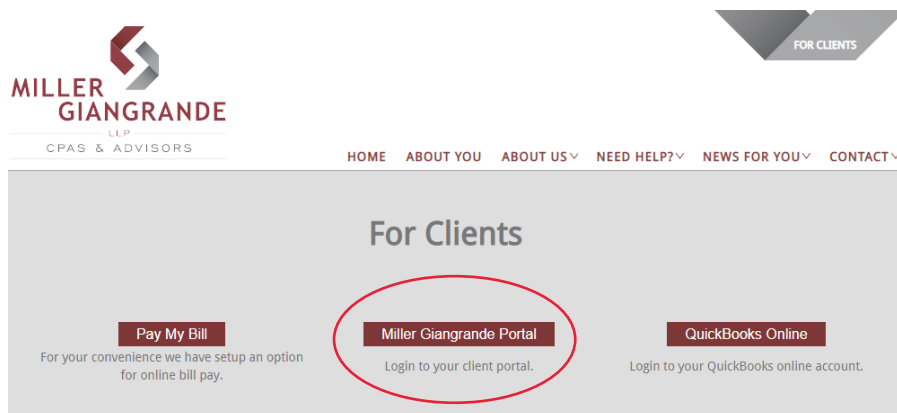 FOR CLIENTS
MILLER
GIANGRANDE
LLP
CPAS & ADVISORS
HOME ABOUT YOU ABOUT US NEED HELP? NEWS FOR YOU CONTACT
For Clients
Pay My Bill
For your convenience we have setup an option
for online bill pay.
Miller Giangrande Portal
Login to your client portal.
QuickBooks Online
Login to your QuickBooks online account.